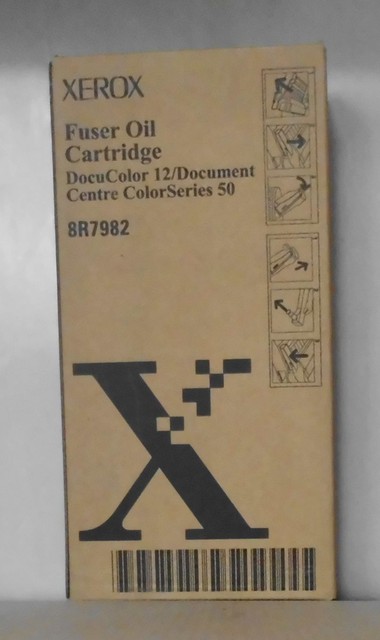 XEROX
Fuser Oil
Cartridge
DocuColor 12/Document
Centre ColorSeries 50
8R7982
X